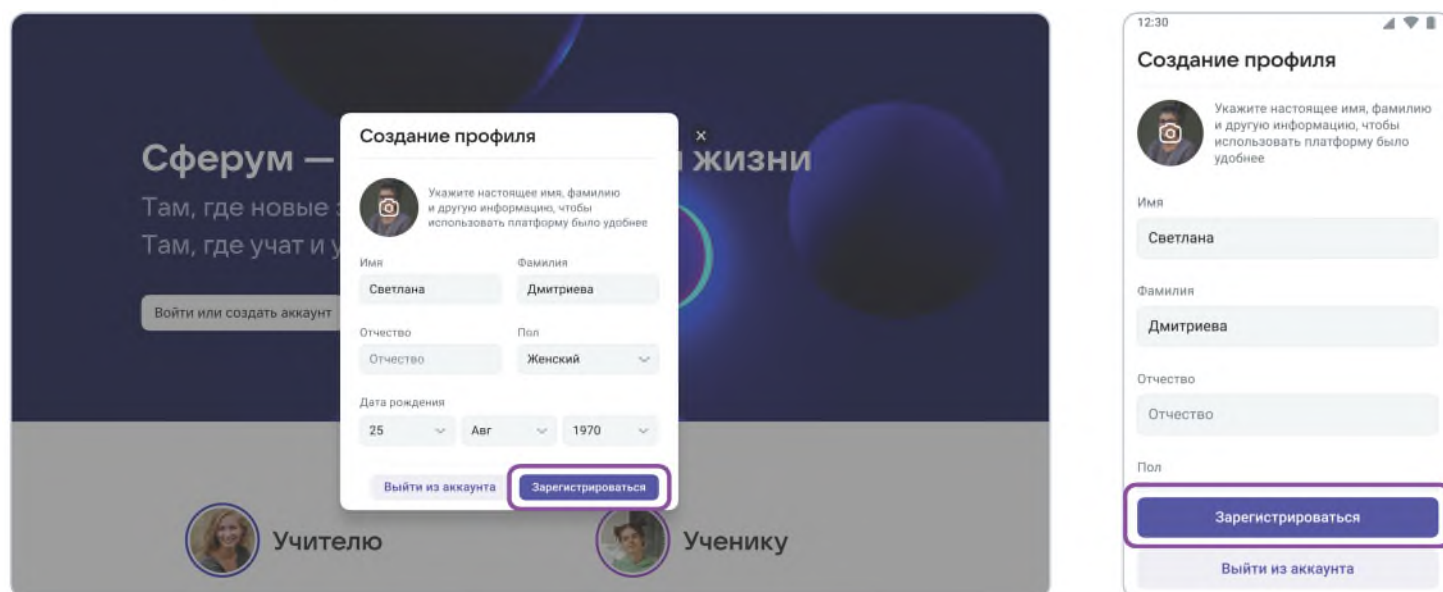 Сферум —
жизни
Там, где новые
Там, где учат и у
Войти или создать аккаунт
Создание профиля
Укажите настоящее имя, фамилию
и другую информацию, чтобы
использовать платформу было удобнее
Имя
Фамилия
Светлана
Дмитриева
Отчество
Пол
Отчество
Женский
Дата рождения
25
Авг
1970
Выйти из аккаунта
Зарегистрироваться
Учителю
Ученику
12:30
Создание профиля
Укажите настоящее имя, фамилию
и другую информацию, чтобы
использовать платформу было
удобнее
Имя
Светлана
Фамилия
Дмитриева
Отчество
Отчество
Пол
Зарегистрироваться
Выйти из аккаунта